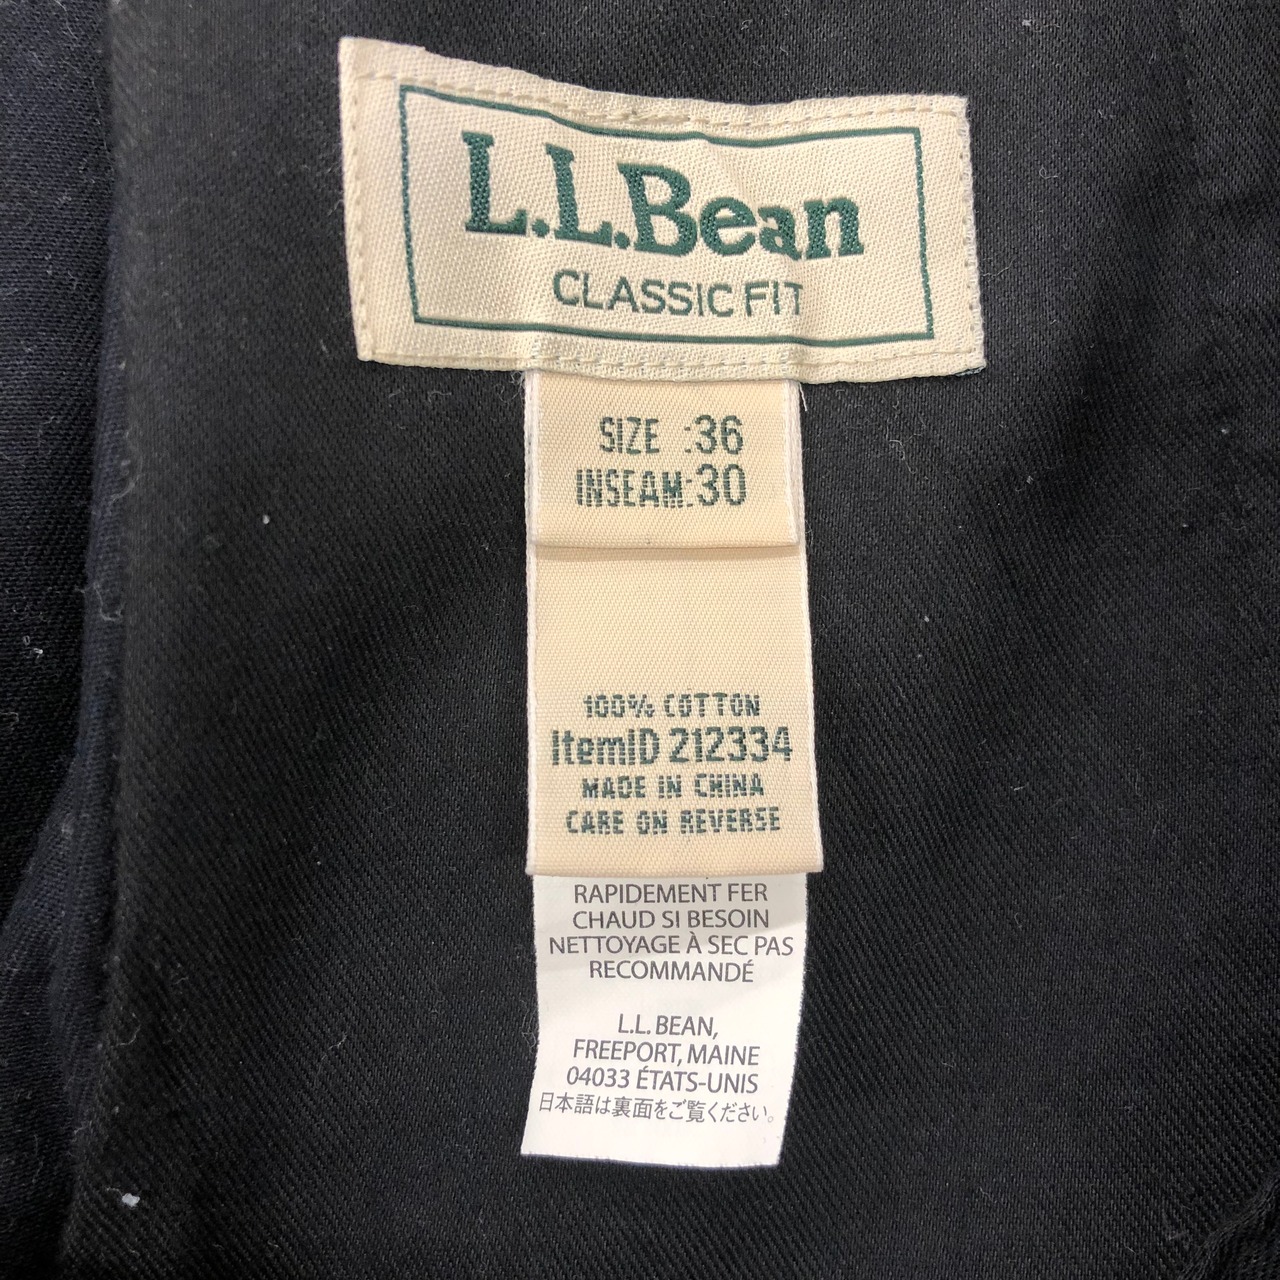 L.L.Bean
CLASSIC FIT
SIZE :36
INSEAM:30
100% COTTON
ItemID 212334
MADE IN CHINA
CARE ON REVERSE
RAPIDEMENT FER
CHAUD SI BESOIN
NETTOYAGE À SEC PAS
RECOMMANDÉ
L.L. BEAN,
FREEPORT, MAINE
04033 ÉTATS-UNIS
日本語は裏面をご覧ください。